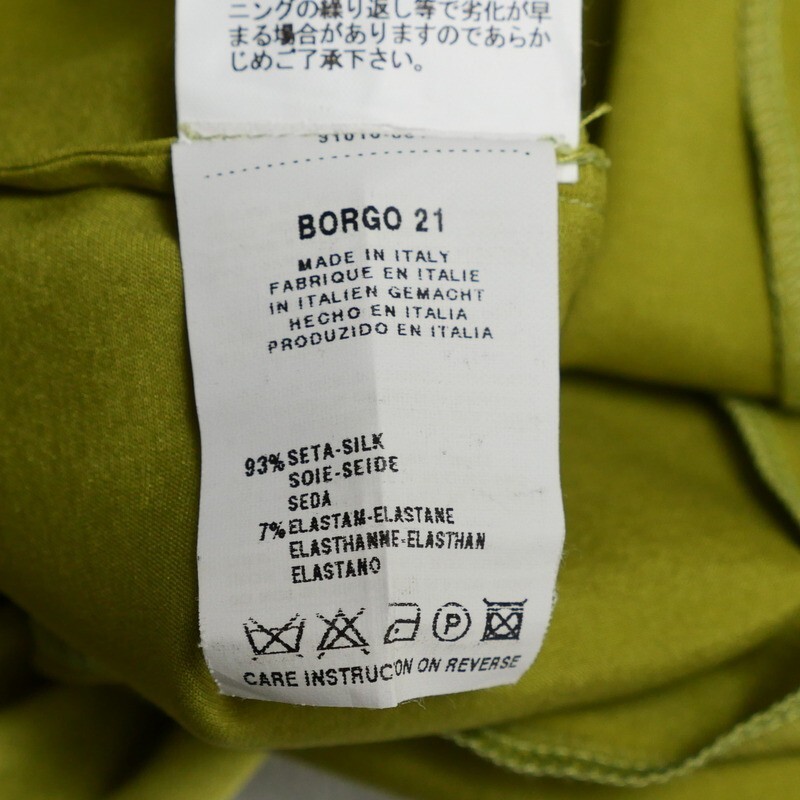 ニングの繰り返し等で劣化が早
まる場合がありますのであらか
じめご了承下さい。
BORGO 21
MADE IN ITALY
FABRIQUE EN ITALIE
IN ITALIEN GEMACHT
HECHO EN ITALIA
PRODUZIDO EN ITALIA
93% SETA-SILK
SOIE-SEIDE
SEDA
7% ELASTAM-ELASTANE
ELASTHANNE-ELASTHAN
ELASTANO
P
CARE INSTRUCTION ON REVERSE